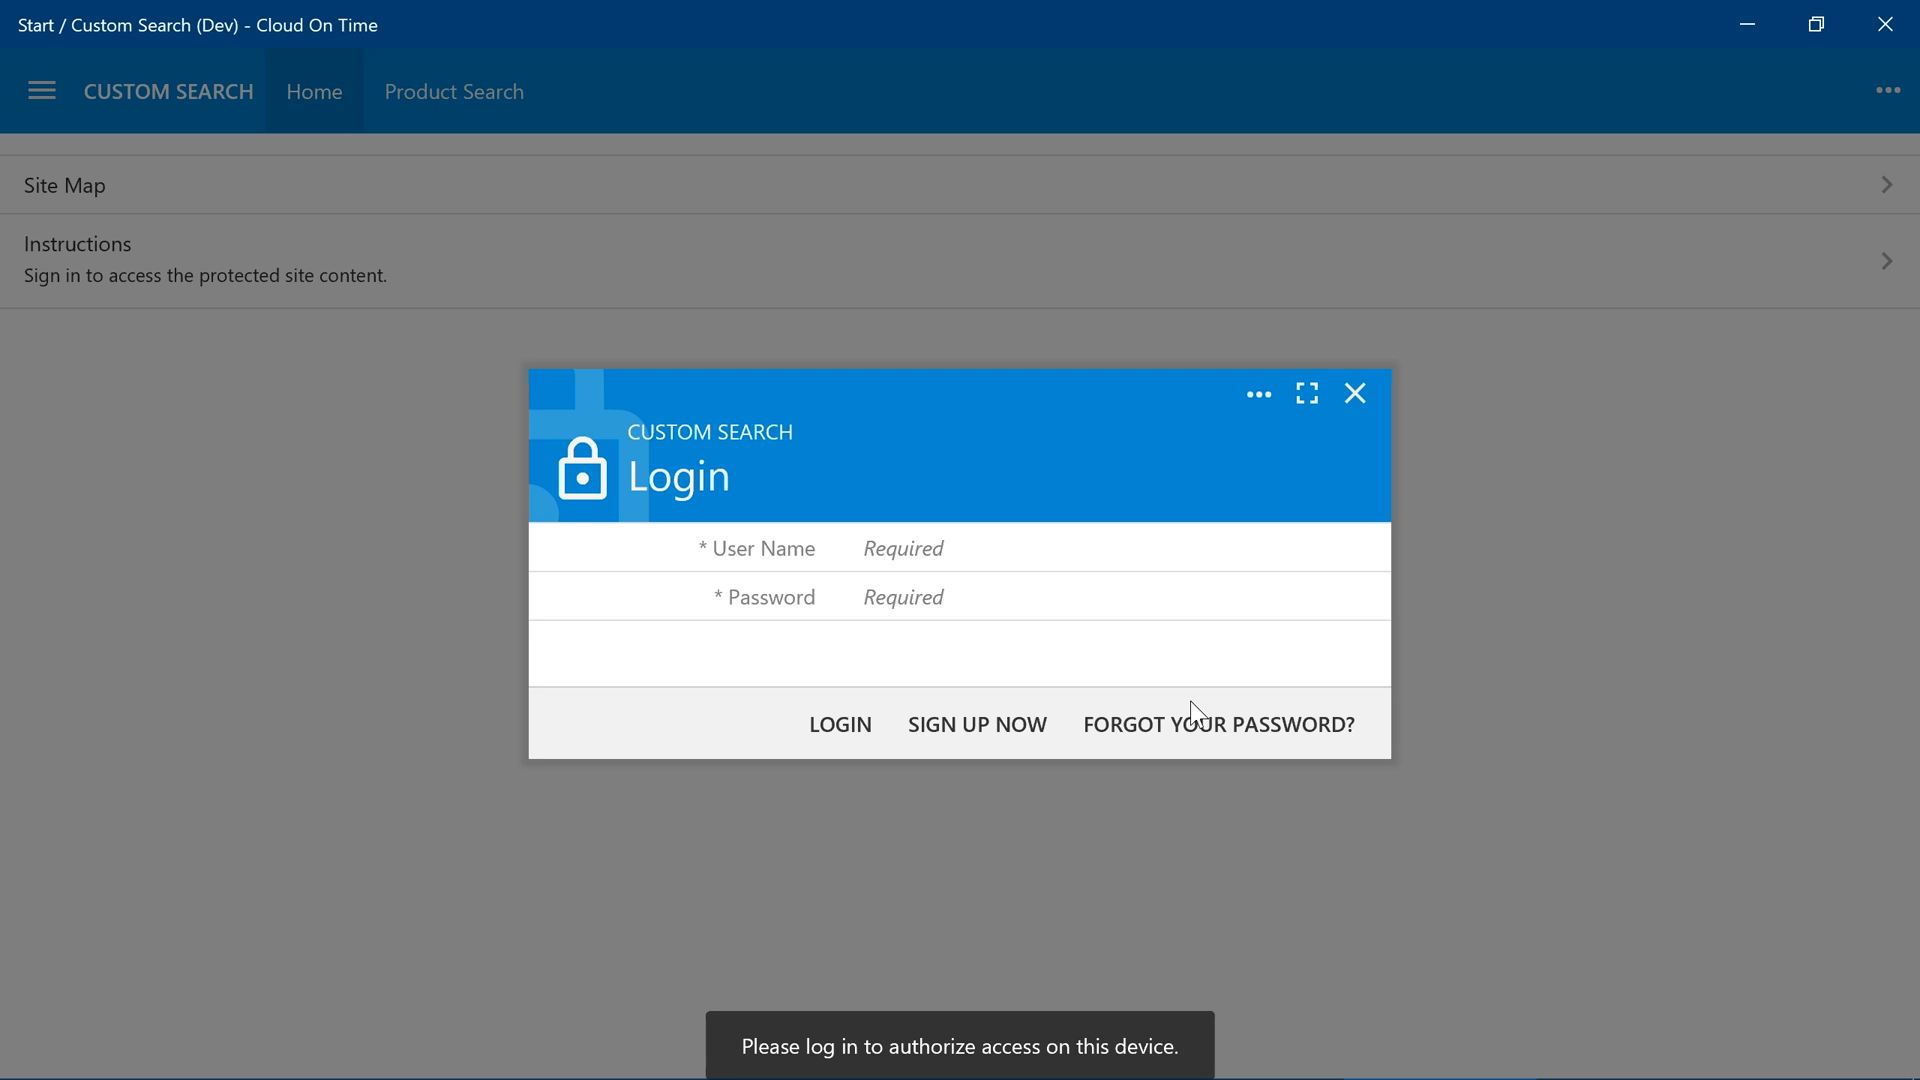 Start / Custom Search (Dev) - Cloud On Time
CUSTOM SEARCH Home Product Search
Site Map
Instructions
Sign in to access the protected site content.
CUSTOM SEARCH
Login
* User Name Required
* Password Required
LOGIN SIGN UP NOW FORGOT YOUR PASSWORD?
Please log in to authorize access on this device.